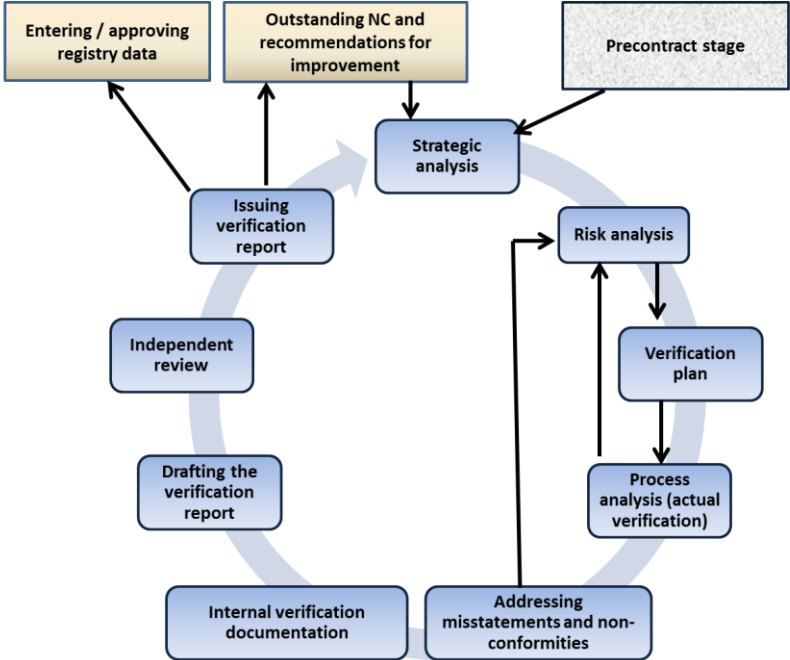 Entering / approving
registry data
Outstanding NC and
recommendations for
improvement
Precontract stage
Strategic
analysis
Issuing
verification
report
Risk analysis
Independent
review
Verification
plan
Drafting the
verification
report
Process
analysis (actual
verification)
Internal verification
documentation
Addressing
misstatements and non-
conformities